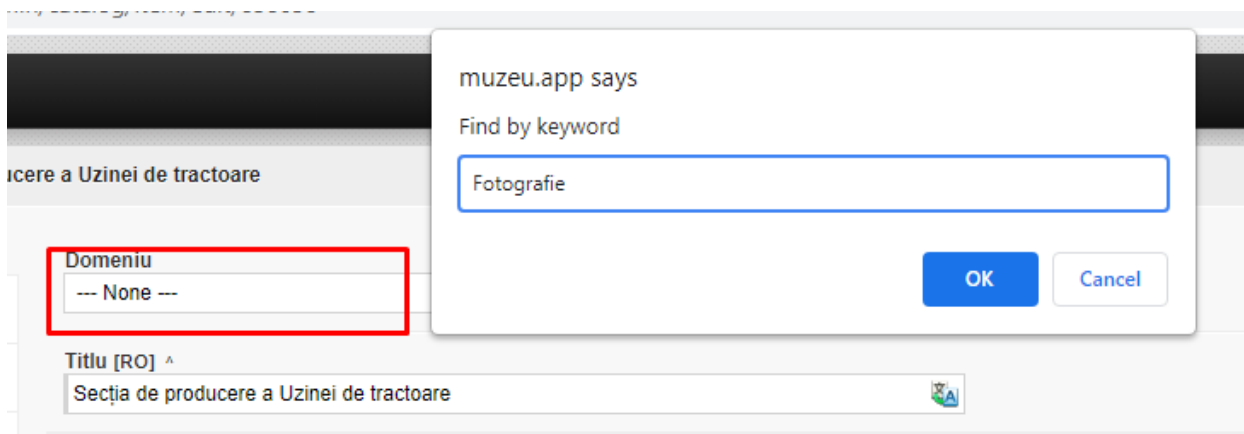 muzeu.app says
Find by keyword
Fotografie
OK
Cancel
ucere a Uzinei de tractoare
Domeniu
--- None ---
Titlu [RO] ^
Secția de producere a Uzinei de tractoare